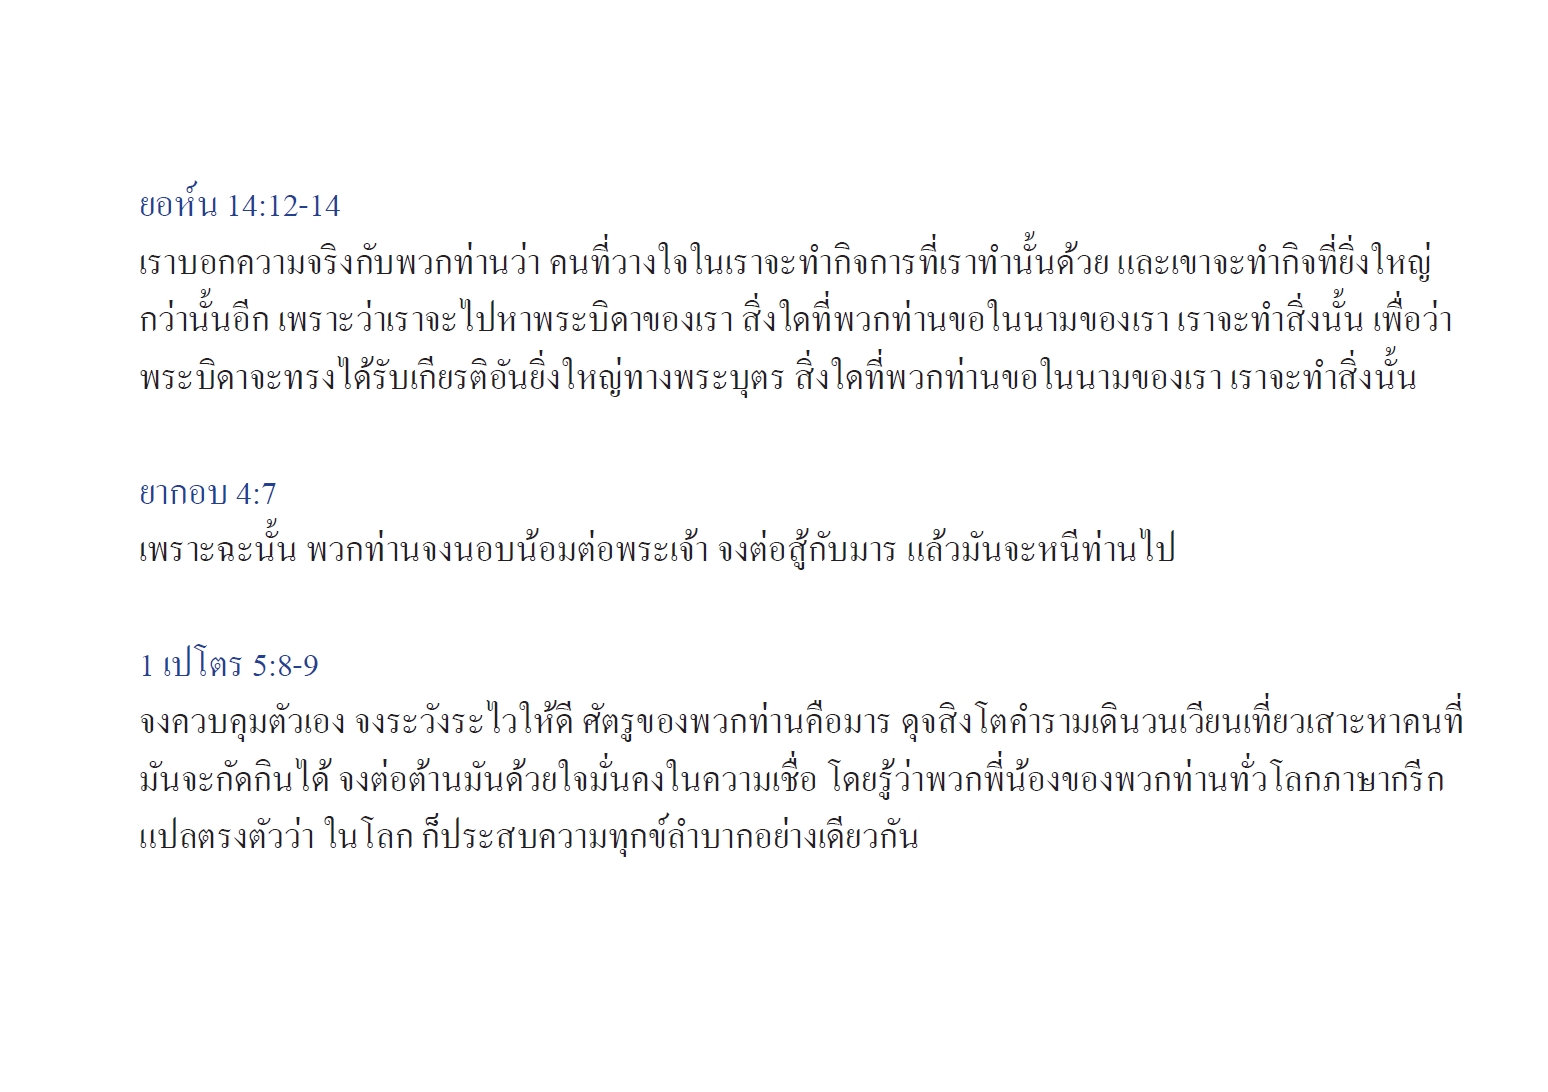 ยอห์น 14:12-14
เราบอกความจริงกับพวกท่านว่า คนที่วางใจในเราจะทำกิจการที่เราทำนั้นด้วย และเขาจะทำกิจที่ยิ่งใหญ่
กว่านั้นอีก เพราะว่าเราจะไปหาพระบิดาของเรา สิ่งใดที่พวกท่านขอในนามของเรา เราจะทำสิ่งนั้น เพื่อว่า
พระบิดาจะทรงได้รับเกียรติอันยิ่งใหญ่ทางพระบุตร สิ่งใดที่พวกท่านขอในนามของเรา เราจะทำสิ่งนั้น
ยากอบ 4:7
เพราะฉะนั้น พวกท่านจงนอบน้อมต่อพระเจ้า จงต่อสู้กับมาร แล้วมันจะหนีท่านไป
1 เปโตร 5:8-9
จงควบคุมตัวเอง จงระวังระไวให้ดี ศัตรูของพวกท่านคือมาร ดุจสิงโตคำรามเดินวนเวียนเที่ยวเสาะหาคนที่
มันจะกัดกินได้ จงต่อต้านมันด้วยใจมั่นคงในความเชื่อ โดยรู้ว่าพวกพี่น้องของพวกท่านทั่วโลกภาษากรีก
แปลตรงตัวว่า ในโลก ก็ประสบความทุกข์ลำบากอย่างเดียวกัน